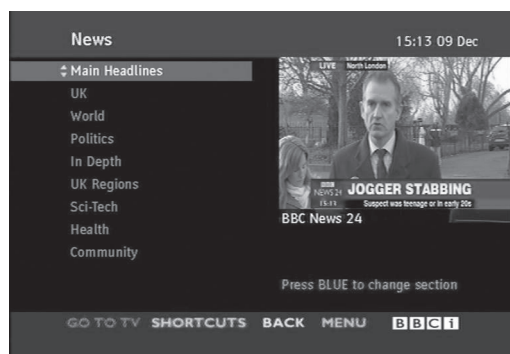 News 15:13 09 Dec
Main Headlines
UK
World
Politics
In Depth
UK Regions
Sci-Tech
Health
Community
LIVE North London
BBC
NEWS 24 JOGGER STABBING
15:13 Suspect was teenage or in early 20s
BBC News 24
Press BLUE to change section
GO TO TV SHORTCUTS BACK MENU BBCi